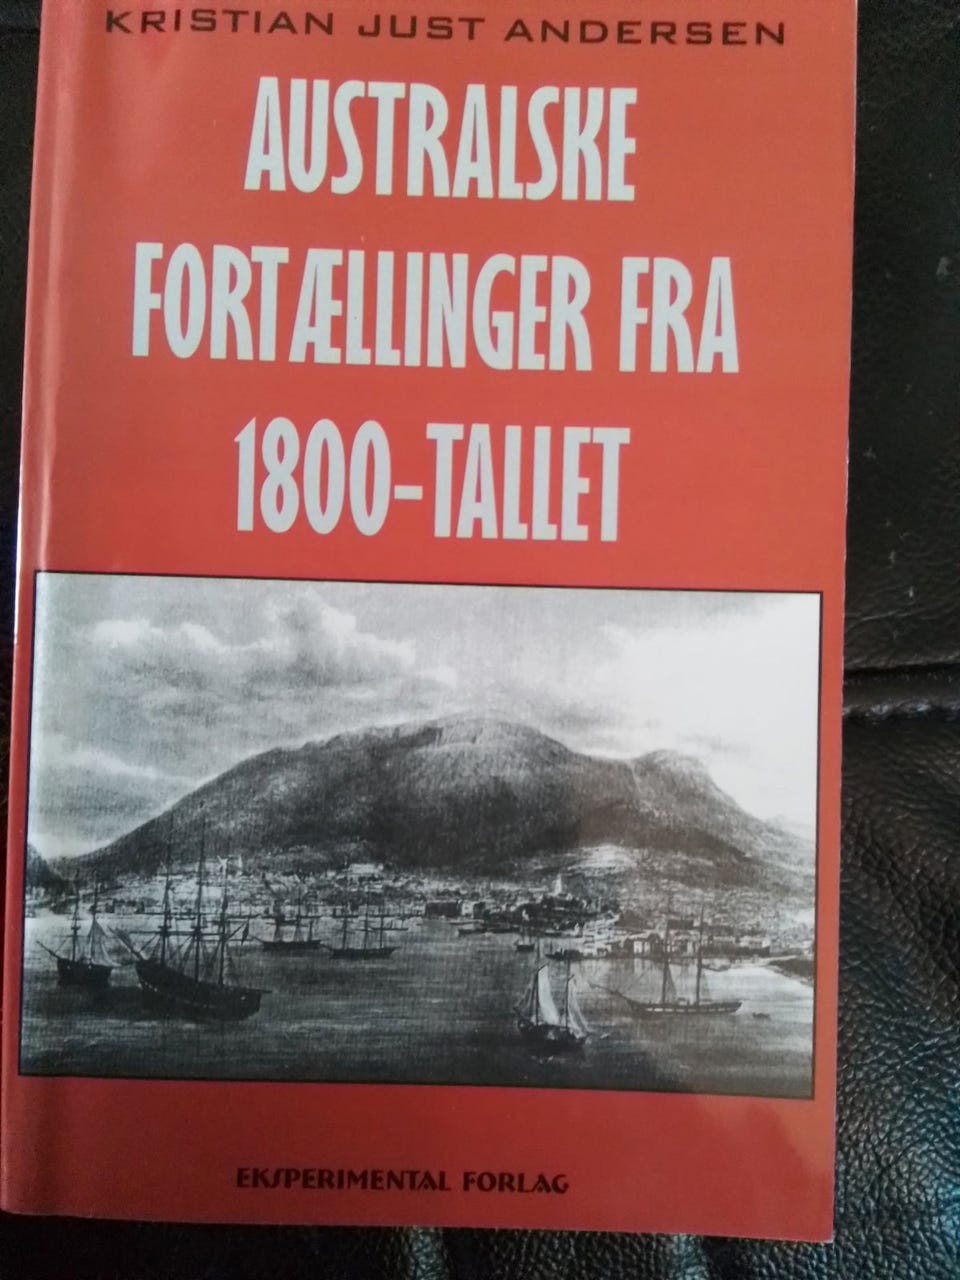 KRISTIAN JUST ANDERSEN
AUSTRALSKE
FORTÆLLINGER FRA
1800-TALLET
EKSPERIMENTAL FORLAG